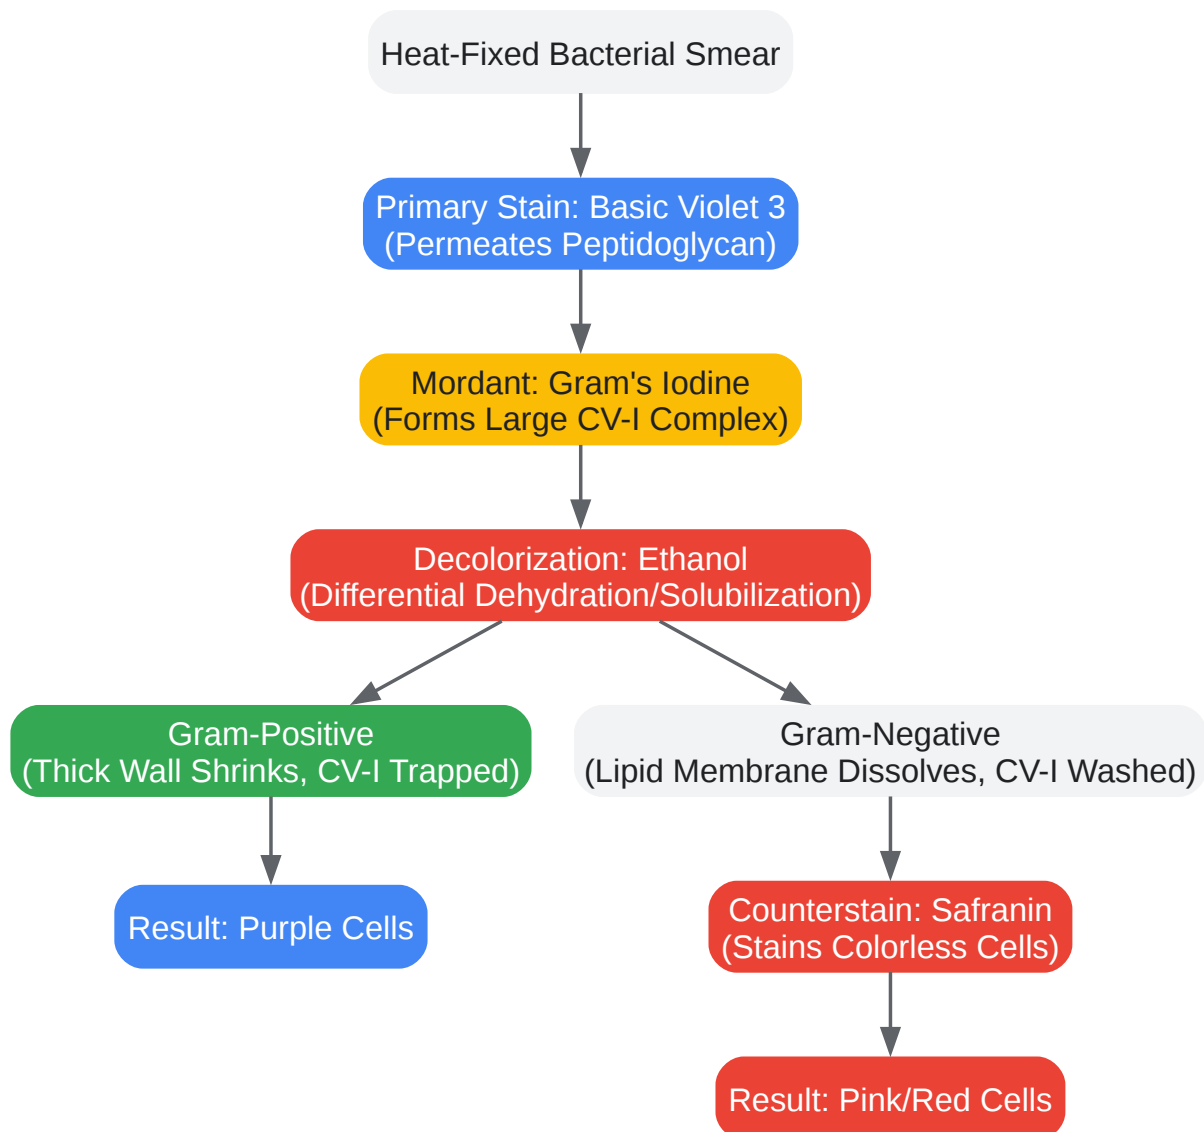 Heat-Fixed Bacterial Smear
Primary Stain: Basic Violet 3
(Permeates Peptidoglycan)
Mordant: Gram's Iodine
(Forms Large CV-I Complex)
Decolorization: Ethanol
(Differential Dehydration/Solubilization)
Gram-Positive
(Thick Wall Shrinks, CV-I Trapped)
Gram-Negative
(Lipid Membrane Dissolves, CV-I Washed)
Result: Purple Cells
Counterstain: Safranin
(Stains Colorless Cells)
Result: Pink/Red Cells